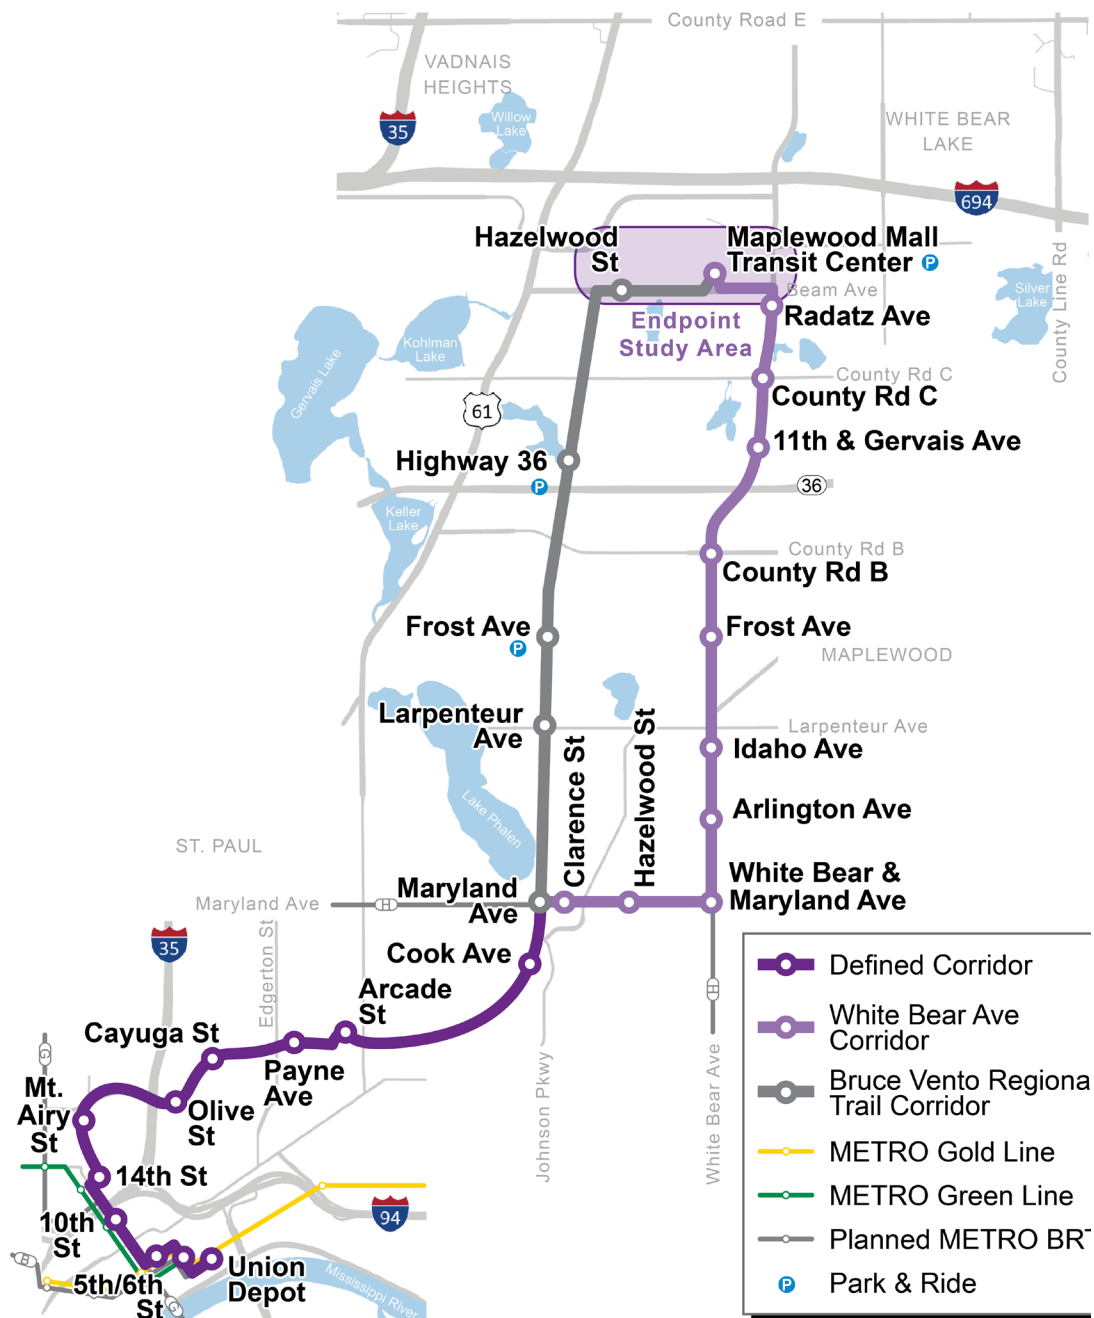 County Road E
VADNAIS
HEIGHTS
Willow
Lake
35
WHITE BEAR
LAKE
694
Hazelwood
St
Maplewood Mall
Transit Center P
Beam Ave
County Line Rd
Silver
Lake
Radatz Ave
Endpoint
Study Area
Kohlman
Lake
Gervais Lake
County Rd C
County Rd C
61
11th & Gervais Ave
Highway 36
P
36
Keller
Lake
County Rd B
County Rd B
Frost Ave
P
Frost Ave
MAPLEWOOD
Larpenteur
Ave
Larpenteur Ave
Clarence St
Hazelwood St
Idaho Ave
Lake Phalen
Arlington Ave
ST. PAUL
White Bear &
Maryland Ave
Maryland
Ave
Maryland Ave
H
Cook Ave
35
Edgerton St
Arcade
St
H
Cayuga St
G
Payne
Ave
Johnson Pkwy
White Bear Ave
Mt.
Airy
St
Olive
St
14th St
10th
St
94
B
5th/6th
St
G
Union
Depot
Mississippi River
Defined Corridor
White Bear Ave
Corridor
Bruce Vento Regiona
Trail Corridor
METRO Gold Line
METRO Green Line
Planned METRO BRT
P Park & Ride